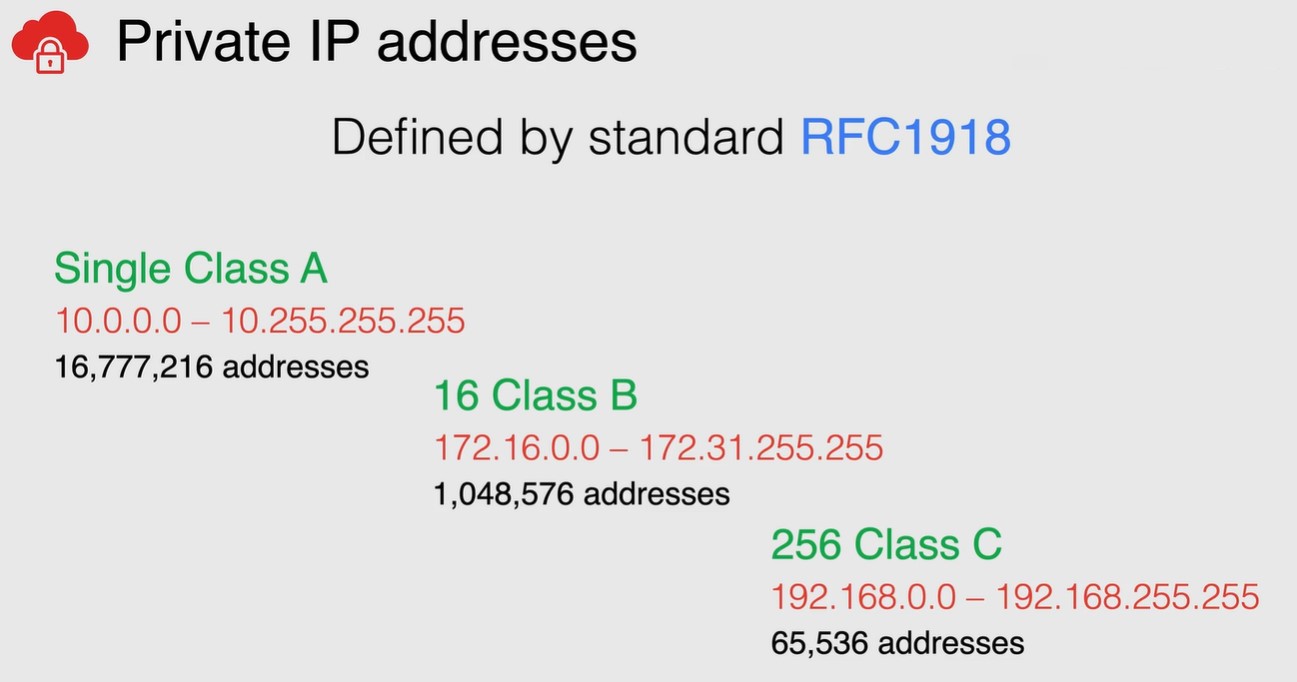 Private IP addresses
Defined by standard RFC1918
Single Class A
10.0.0.0 – 10.255.255.255
16,777,216 addresses
16 Class B
172.16.0.0 – 172.31.255.255
1,048,576 addresses
256 Class C
192.168.0.0 – 192.168.255.255
65,536 addresses